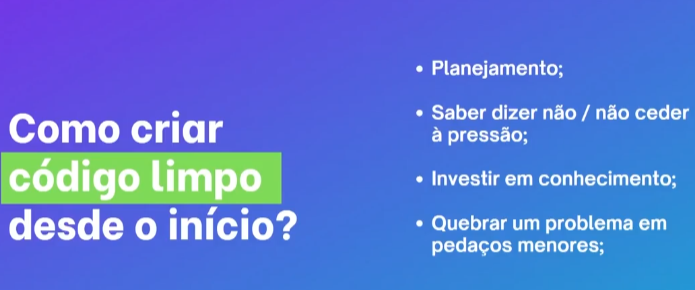 Como criar
código limpo
desde o início?
• Planejamento;
• Saber dizer não / não ceder
à pressão;
• Investir em conhecimento;
• Quebrar um problema em
pedaços menores;